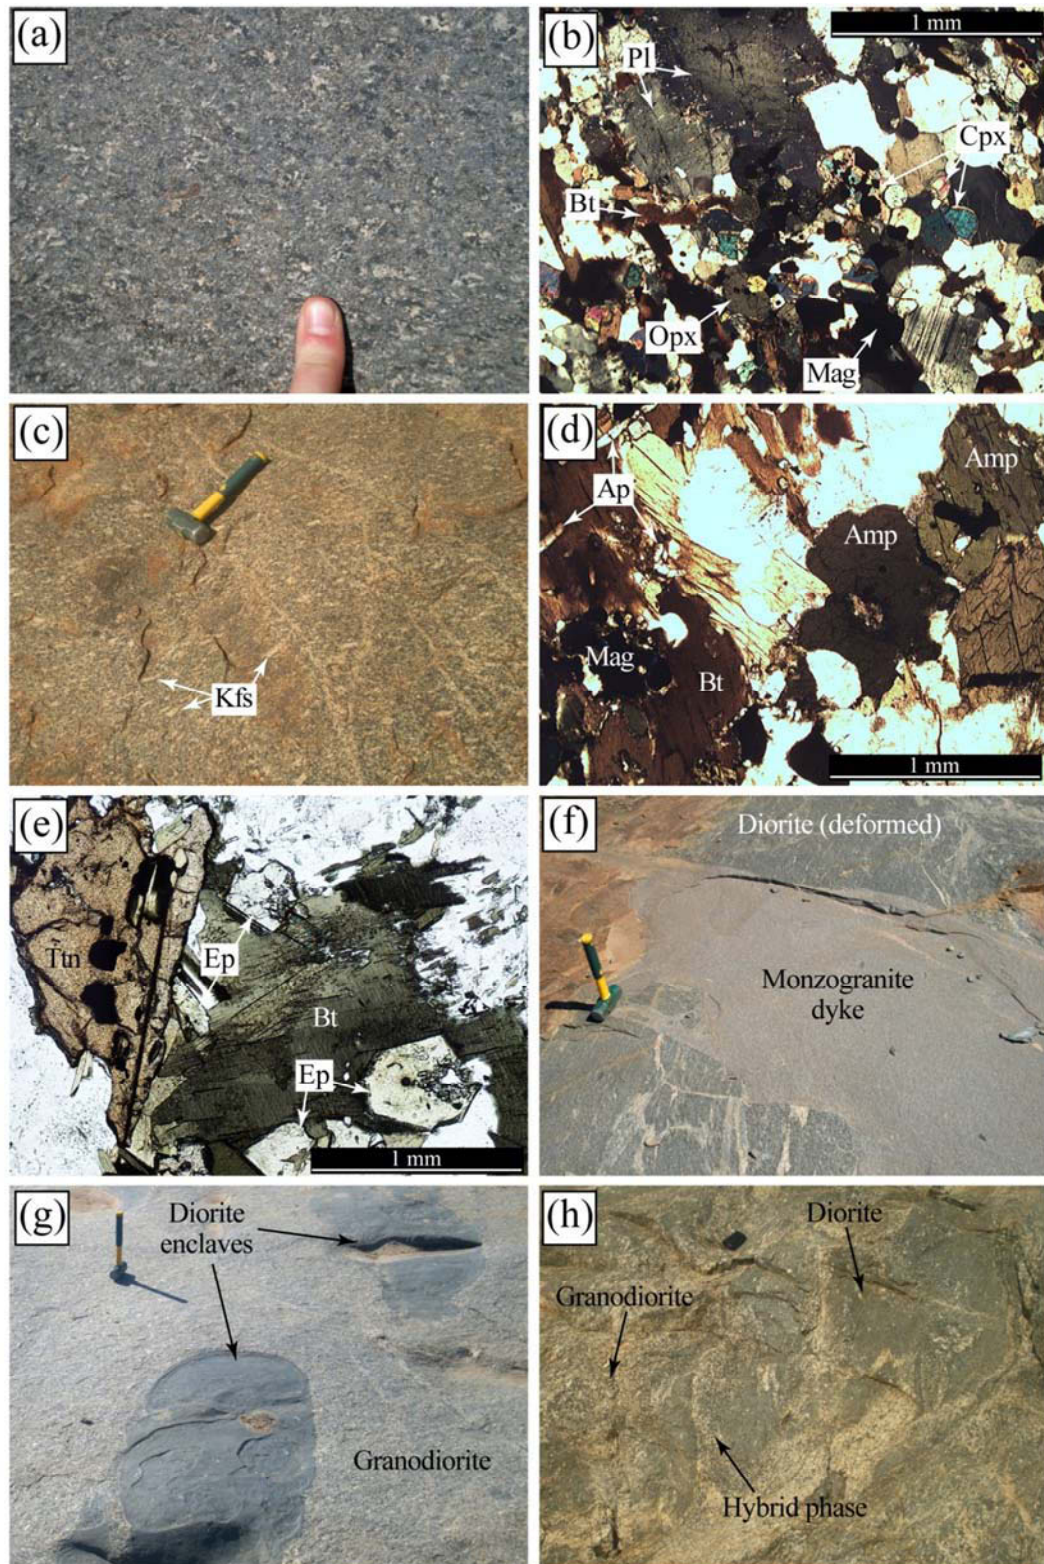 (a)
(b)
1 mm
Pl
Cpx
Bt
Opx
Mag
(c)
Kfs
(d)
Amp
Ap
Amp
Mag
Bt
1 mm
(e)
Ttn
Ep
Bt
Ep
1 mm
(f)
Diorite (deformed)
Monzogranite
dyke
(g)
Diorite
enclaves
Granodiorite
(h)
Diorite
Granodiorite
Hybrid phase